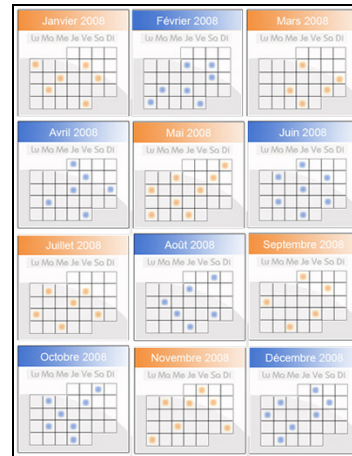 Janvier 2008 Février 2008 Mars 2008
Lu Ma Me Je Ve Sa Di Lu Ma Me Je Ve Sa Di Lu Ma Me Je Ve Sa Di
Avril 2008 Mai 2008 Juin 2008
Lu Ma Me Je Ve Sa Di Lu Ma Me Je Ve Sa Di Lu Ma Me Je Ve Sa Di
Juillet 2008 Août 2008 Septembre 2008
Lu Ma Me Je Ve Sa Di Lu Ma Me Je Ve Sa Di Lu Ma Me Je Ve Sa Di
Octobre 2008 Novembre 2008 Décembre 2008
Lu Ma Me Je Ve Sa Di Lu Ma Me Je Ve Sa Di Lu Ma Me Je Ve Sa Di